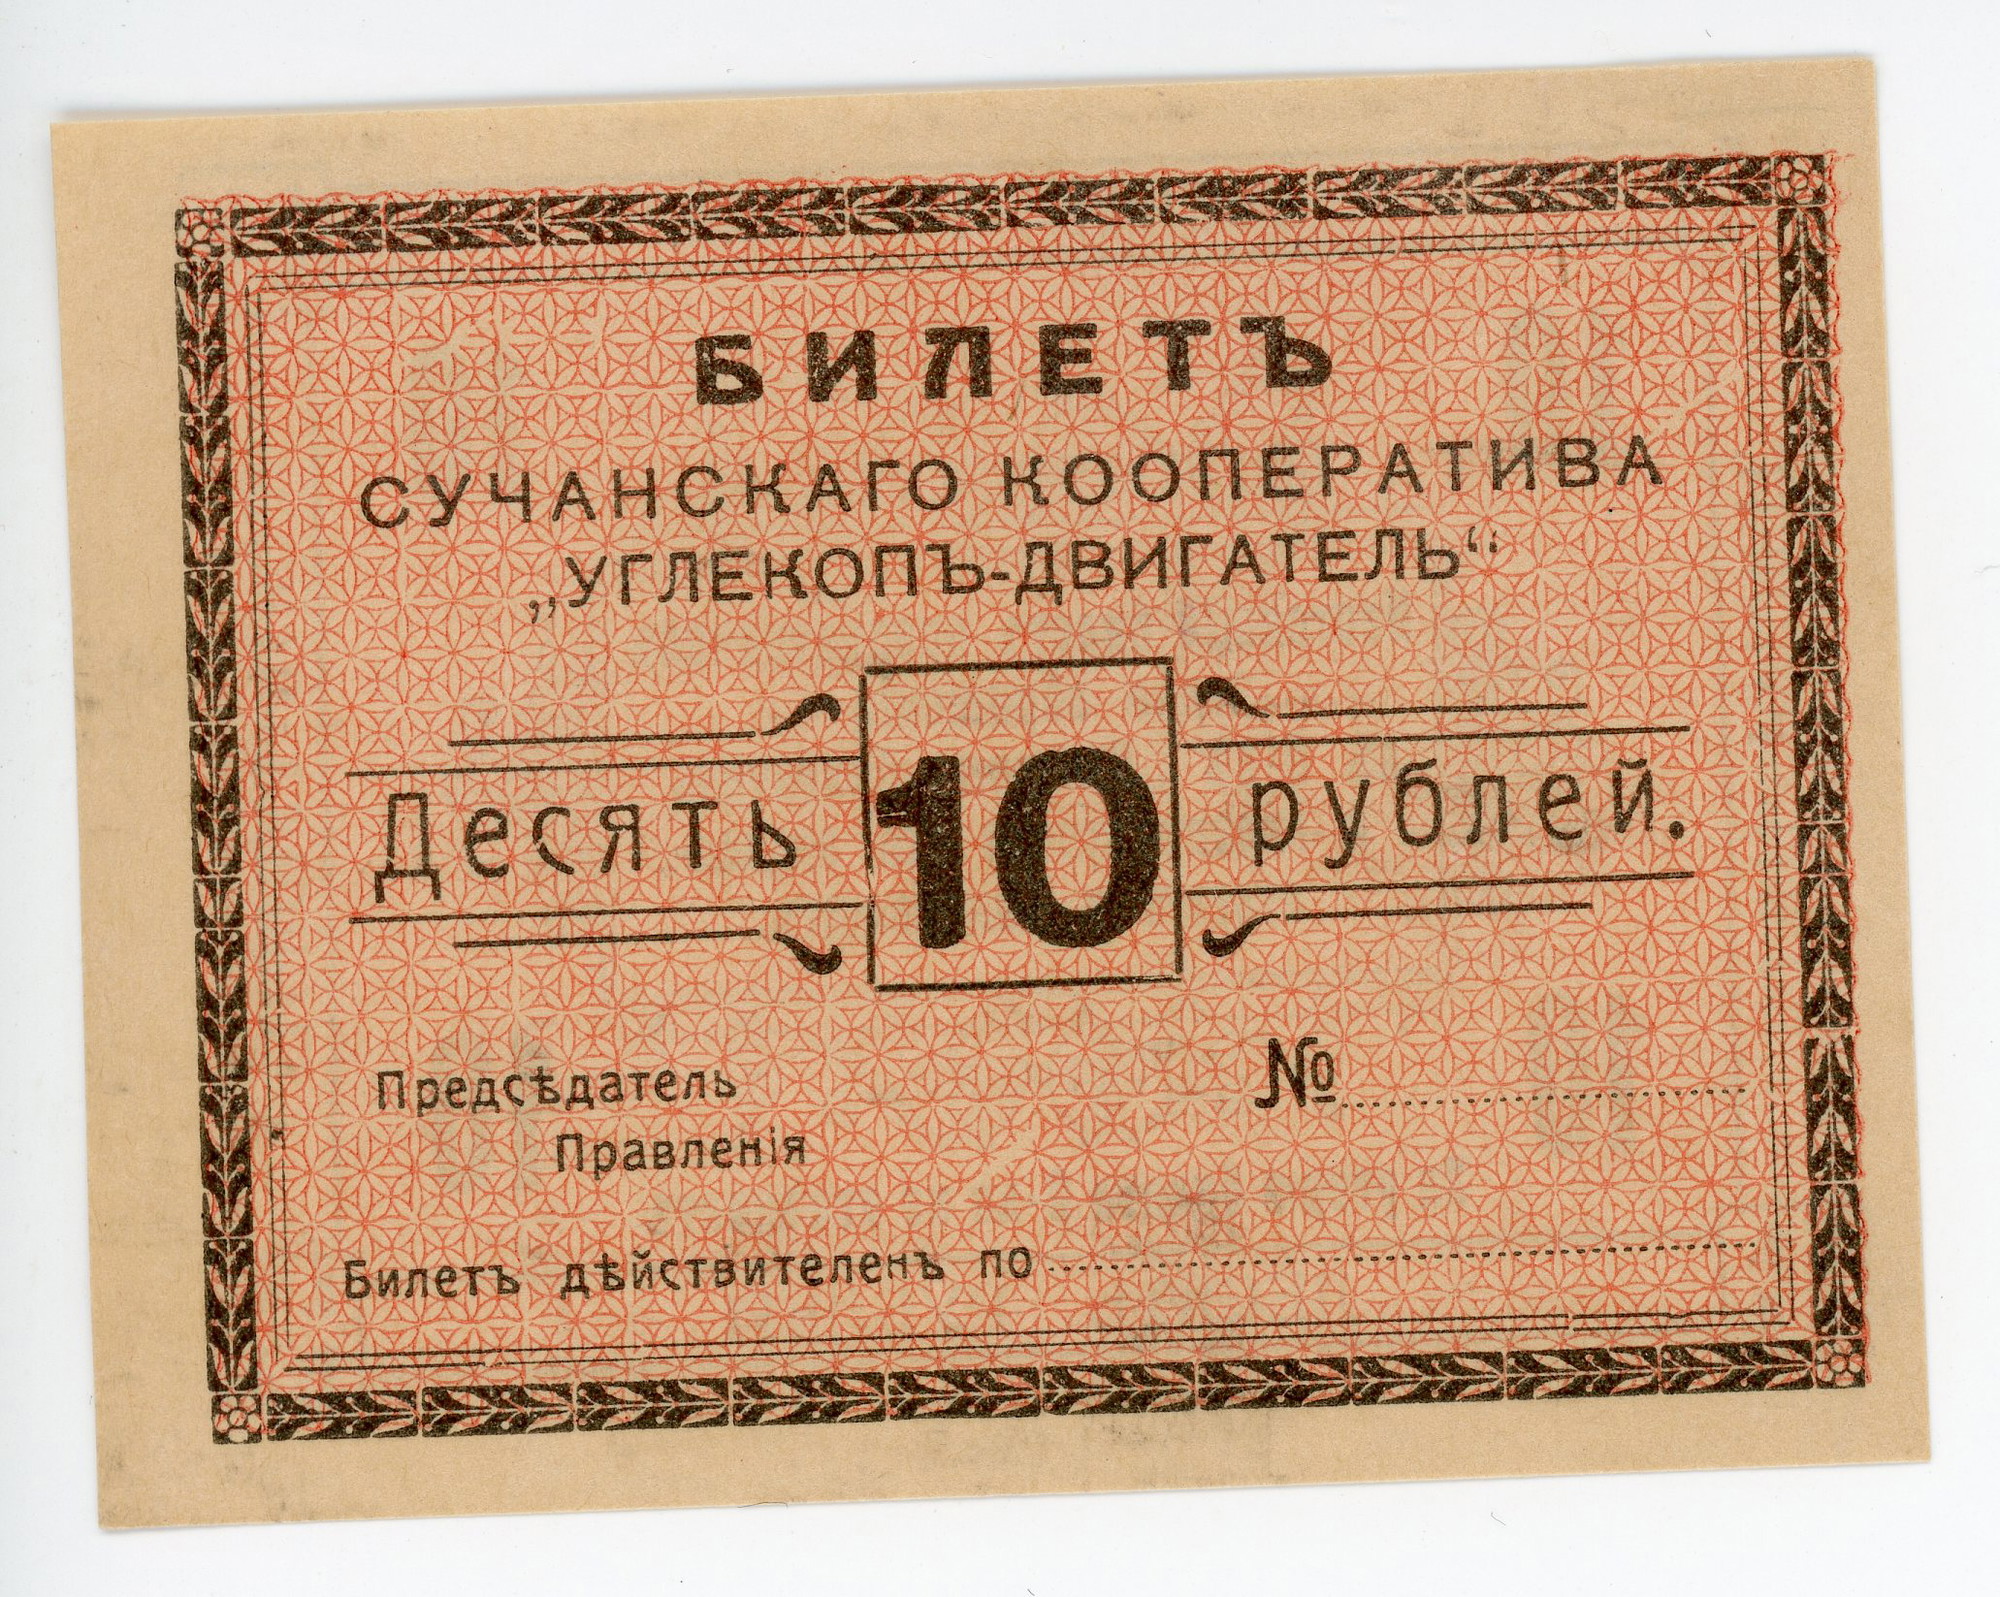 БИЛЕТЪ
СУЧАНСКАГО КООПЕРАТИВА
„УГЛЕКОПЪ-ДВИГАТЕЛЬ“
Десять 10 рублей.
Предсѣдатель №
Правленія
Билетъ дѣйствителенъ по